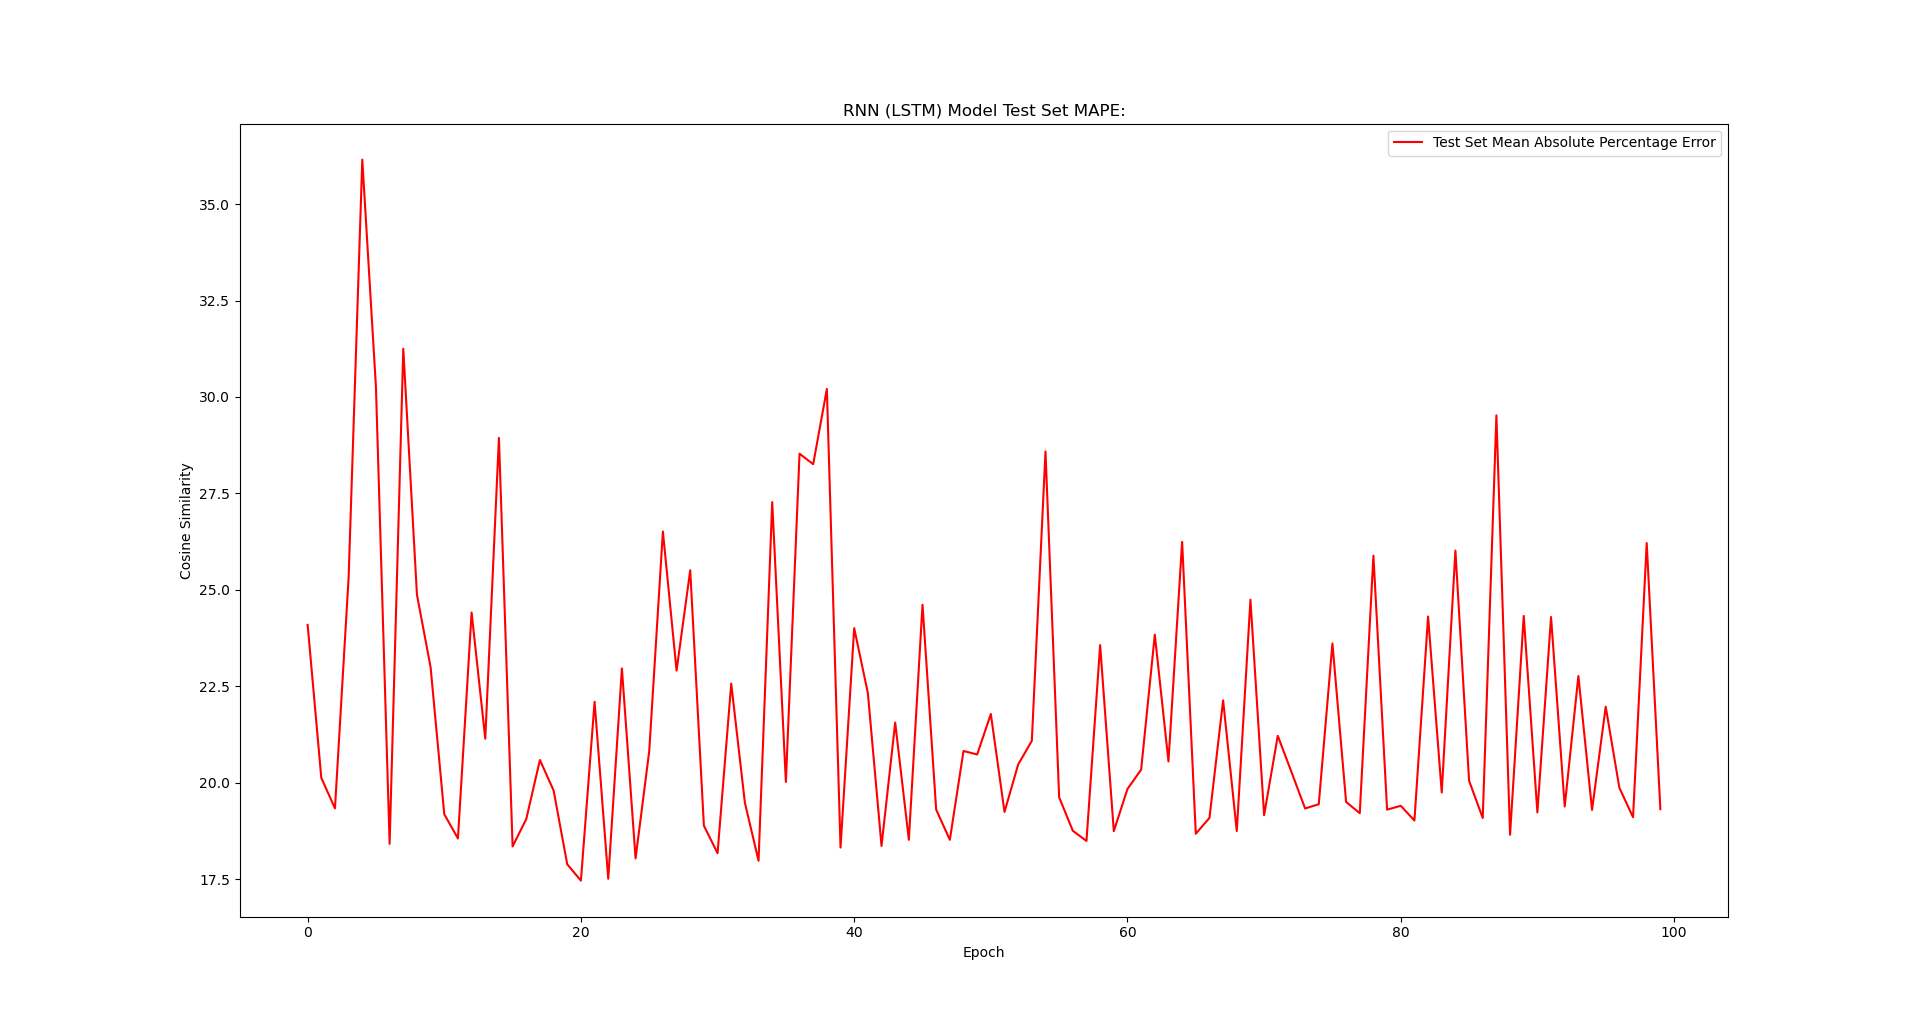 RNN (LSTM) Model Test Set MAPE:
Test Set Mean Absolute Percentage Error
35.0
32.5
30.0
27.5
25.0
22.5
20.0
17.5
Cosine Similarity
0 20 40 60 80 100
Epoch